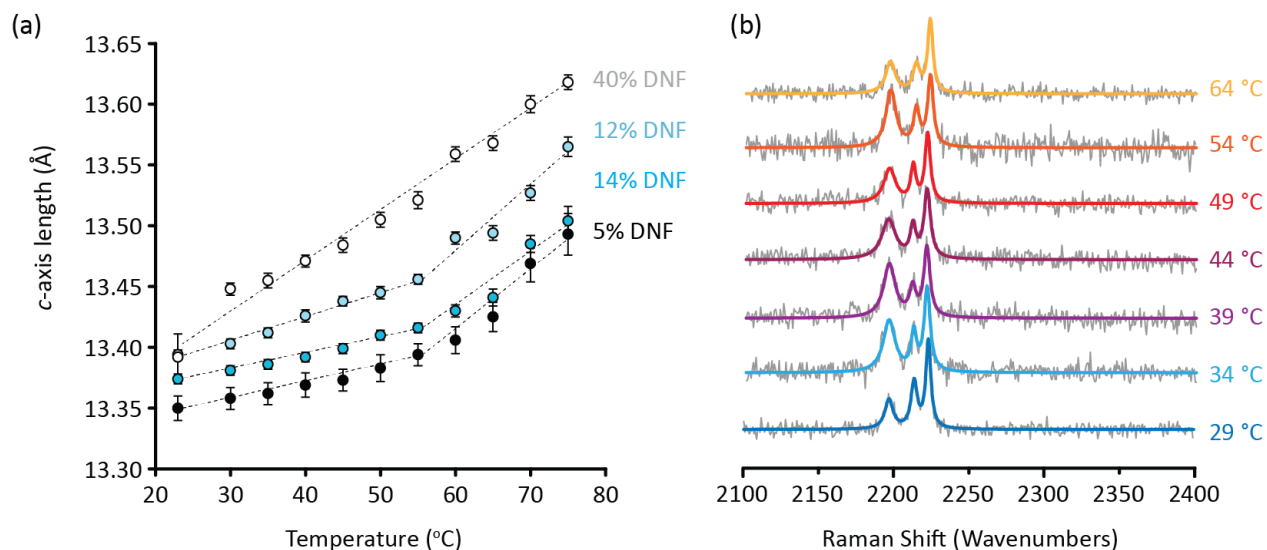 (a)
13.65
13.60
13.55
13.50
13.45
13.40
13.35
13.30
c-axis length (Å)
20 30 40 50 60 70 80
Temperature (°C)
40% DNF
12% DNF
14% DNF
5% DNF
(b)
64 °C
54 °C
49 °C
44 °C
39 °C
34 °C
29 °C
2100 2200 2250 2300 2350 2400
Raman Shift (Wavenumbers)